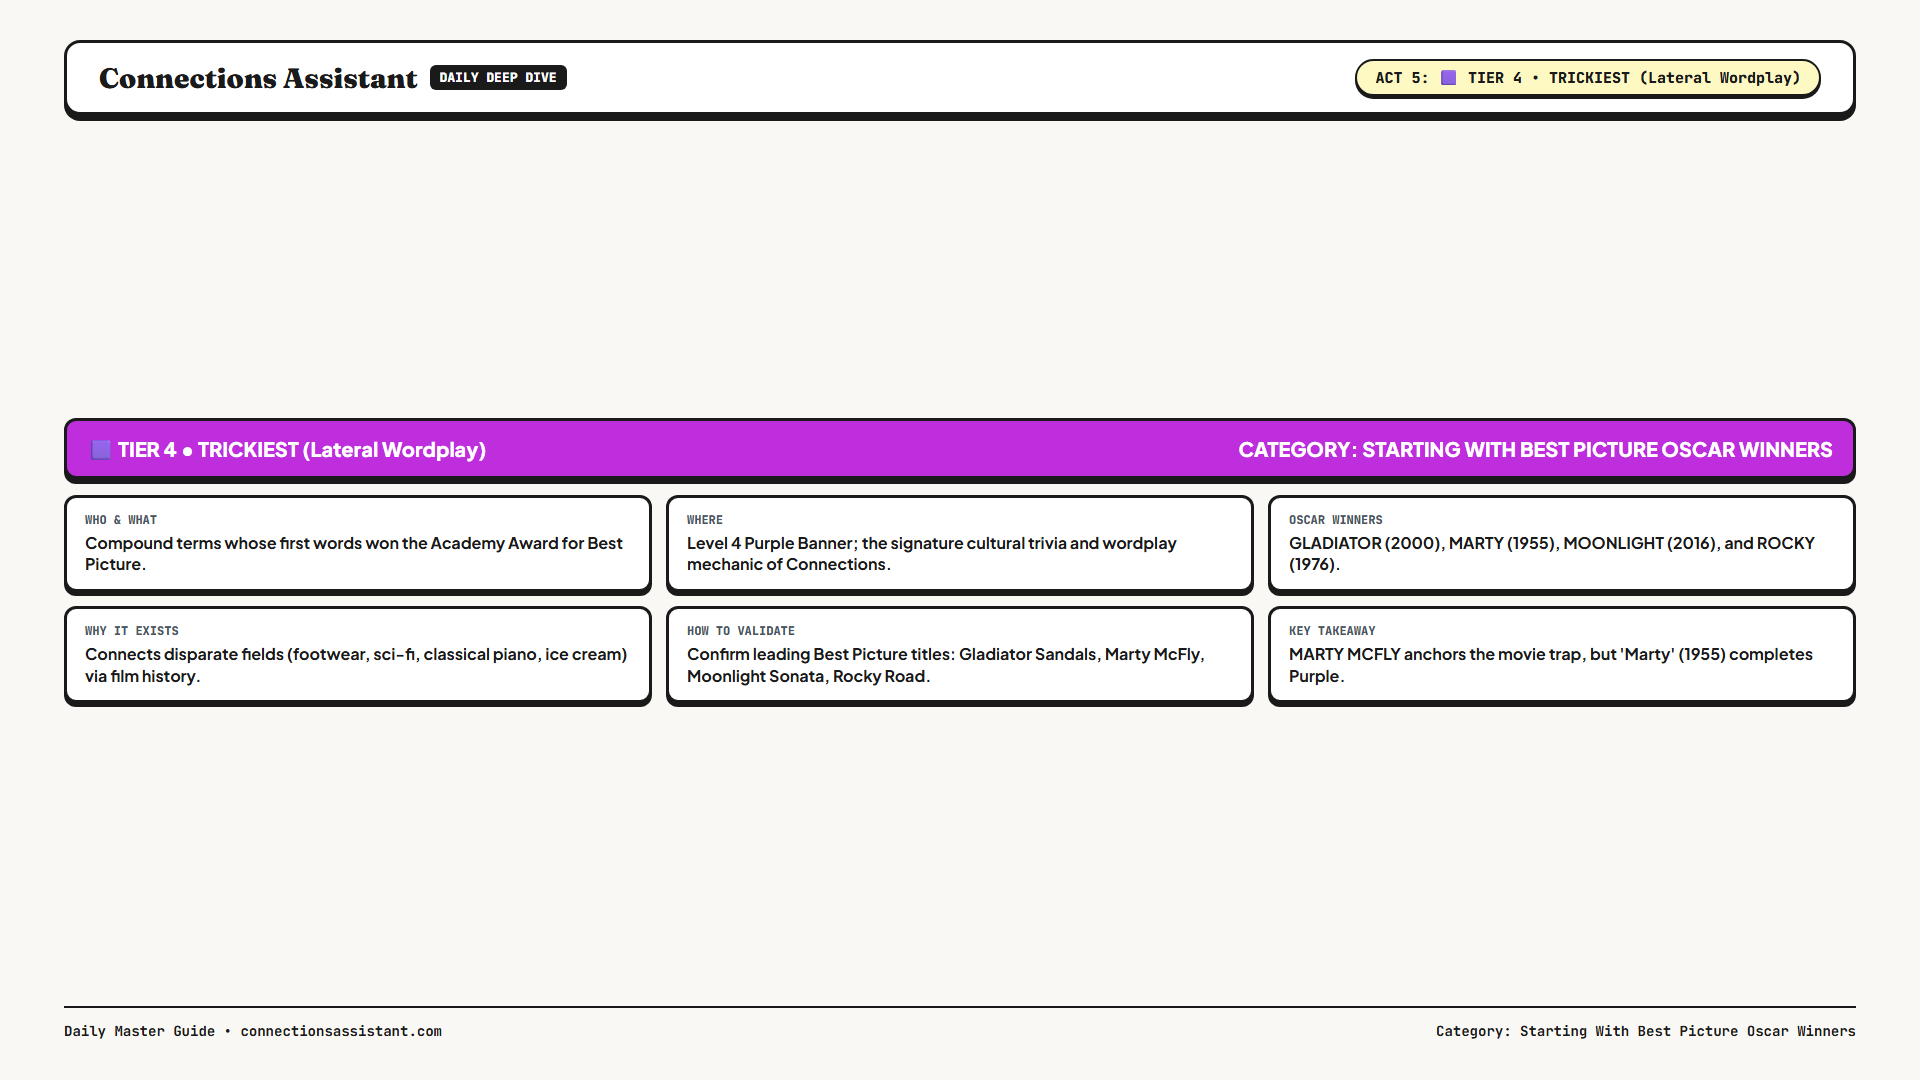 Connections Assistant DAILY DEEP DIVE
ACT 5: 🟪 TIER 4 • TRICKIEST (Lateral Wordplay)
🟪 TIER 4 • TRICKIEST (Lateral Wordplay)
CATEGORY: STARTING WITH BEST PICTURE OSCAR WINNERS
WHO & WHAT
Compound terms whose first words won the Academy Award for Best
Picture.
WHERE
Level 4 Purple Banner; the signature cultural trivia and wordplay
mechanic of Connections.
OSCAR WINNERS
GLADIATOR (2000), MARTY (1955), MOONLIGHT (2016), and ROCKY
(1976).
WHY IT EXISTS
Connects disparate fields (footwear, sci-fi, classical piano, ice cream)
via film history.
HOW TO VALIDATE
Confirm leading Best Picture titles: Gladiator Sandals, Marty McFly,
Moonlight Sonata, Rocky Road.
KEY TAKEAWAY
MARTY MCFLY anchors the movie trap, but 'Marty' (1955) completes
Purple.
Daily Master Guide • connectionsassistant.com
Category: Starting With Best Picture Oscar Winners